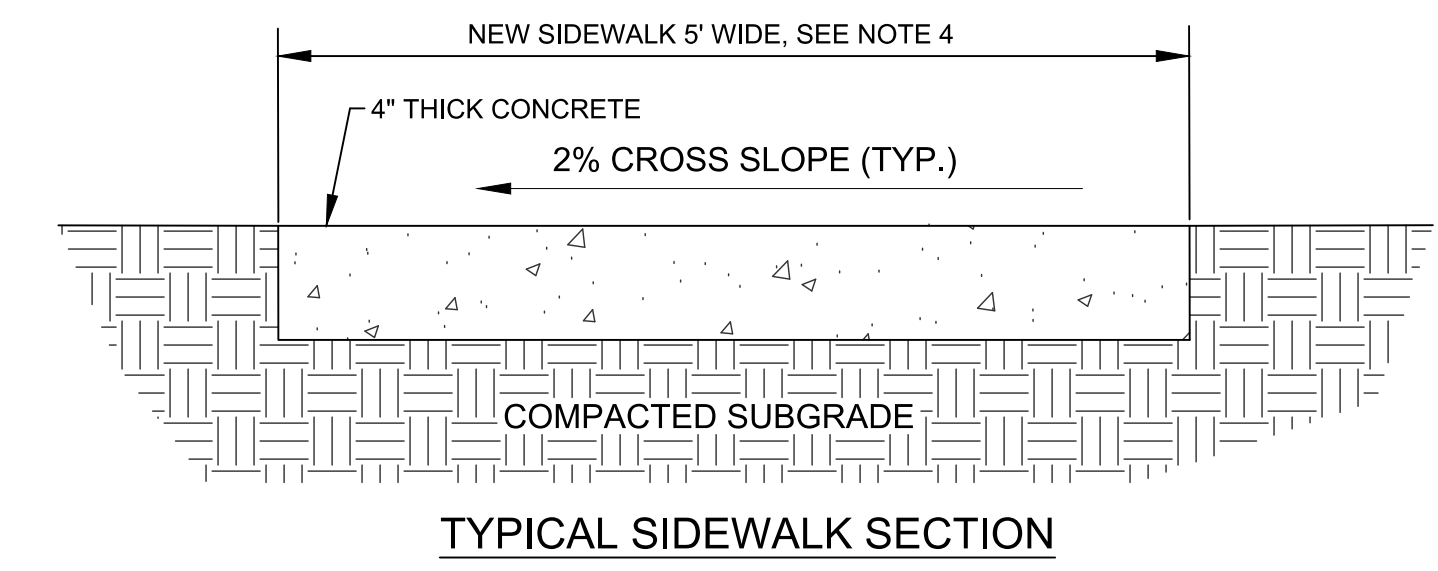 NEW SIDEWALK 5' WIDE, SEE NOTE 4
4" THICK CONCRETE
2% CROSS SLOPE (TYP.)
COMPACTED SUBGRADE
TYPICAL SIDEWALK SECTION